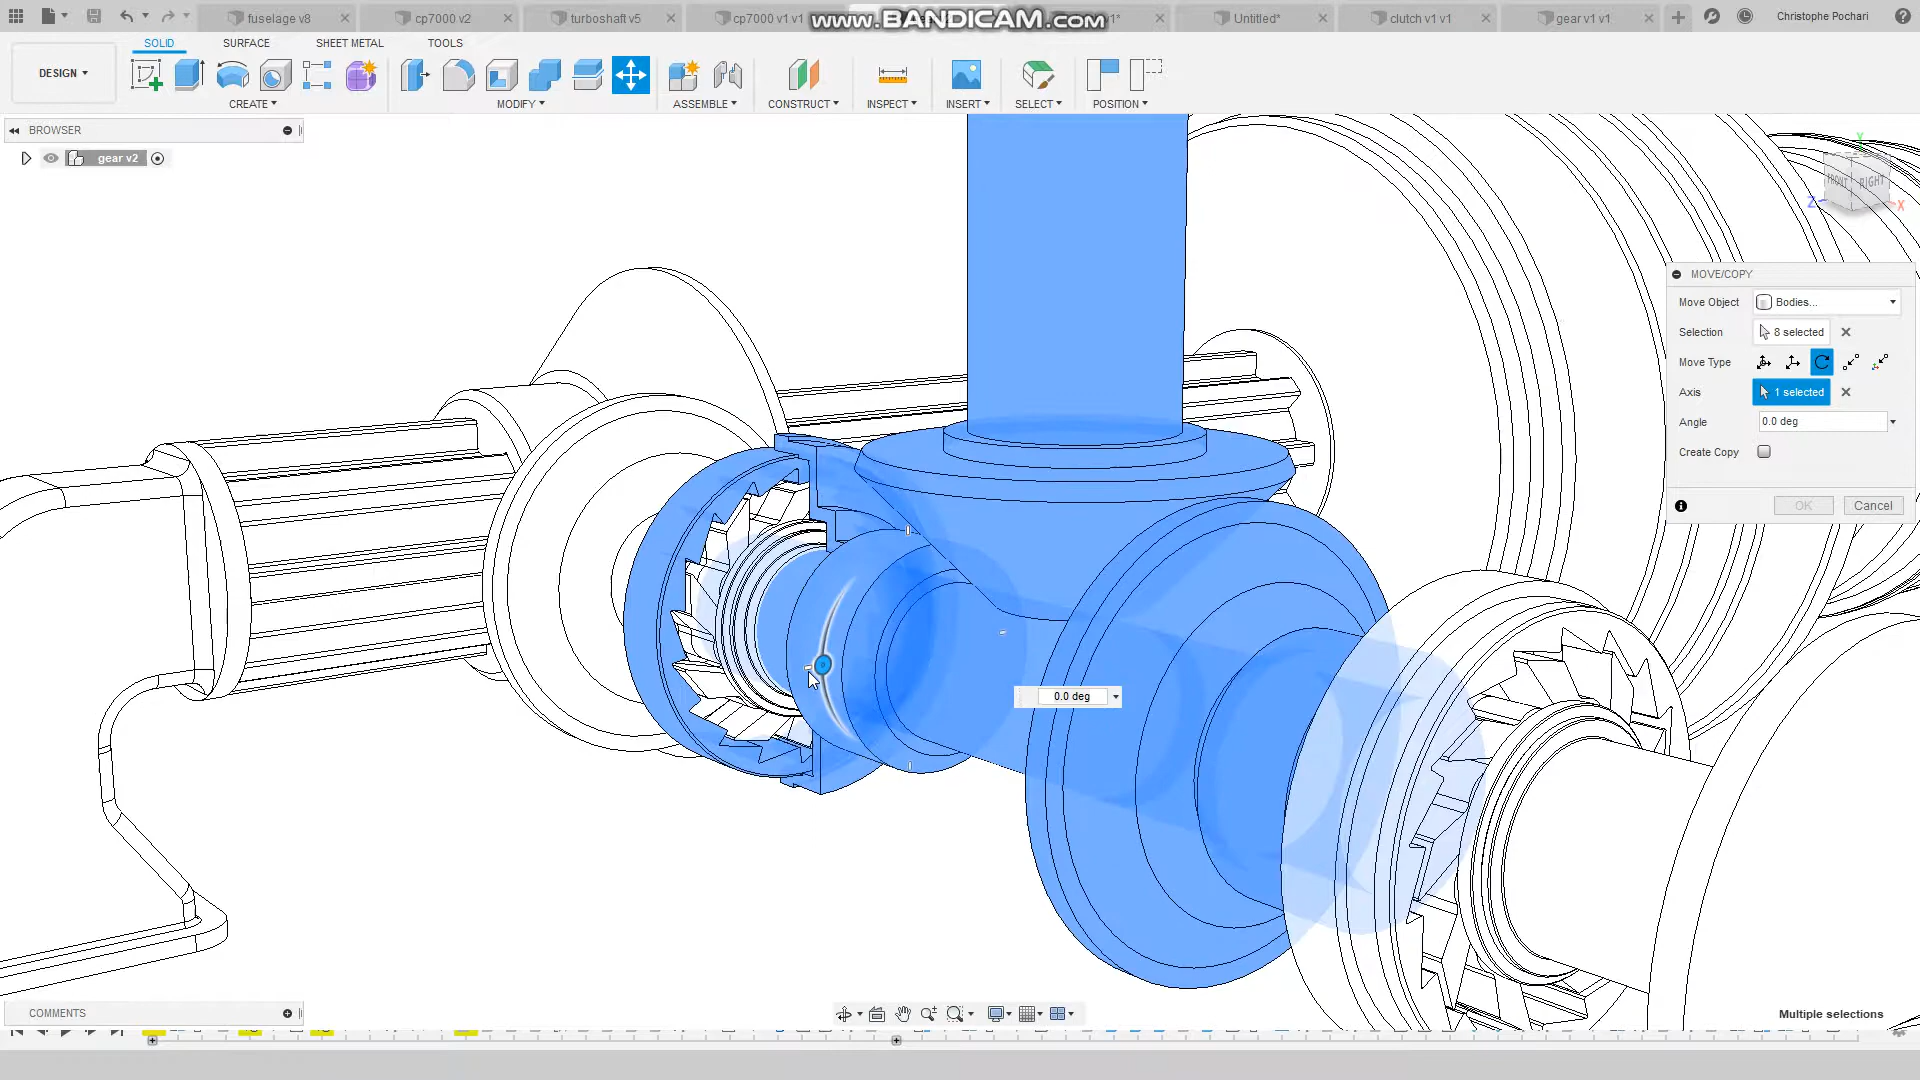 fuselage v8
cp7000 v2
turboshaft v5
cp7000 v1 v1
www.BANDICAM.com
Untitled*
clutch v1 v1
gear v1 v1
Christophe Pochari
SOLID
SURFACE
SHEET METAL
TOOLS
DESIGN
CREATE
MODIFY
ASSEMBLE
CONSTRUCT
INSPECT
INSERT
SELECT
POSITION
BROWSER
gear v2
Y
FRONT
RIGHT
Z
X
MOVE/COPY
Move Object
Bodies...
Selection
8 selected
Move Type
Axis
1 selected
Angle
0.0 deg
Create Copy
OK
Cancel
0.0 deg
COMMENTS
Multiple selections